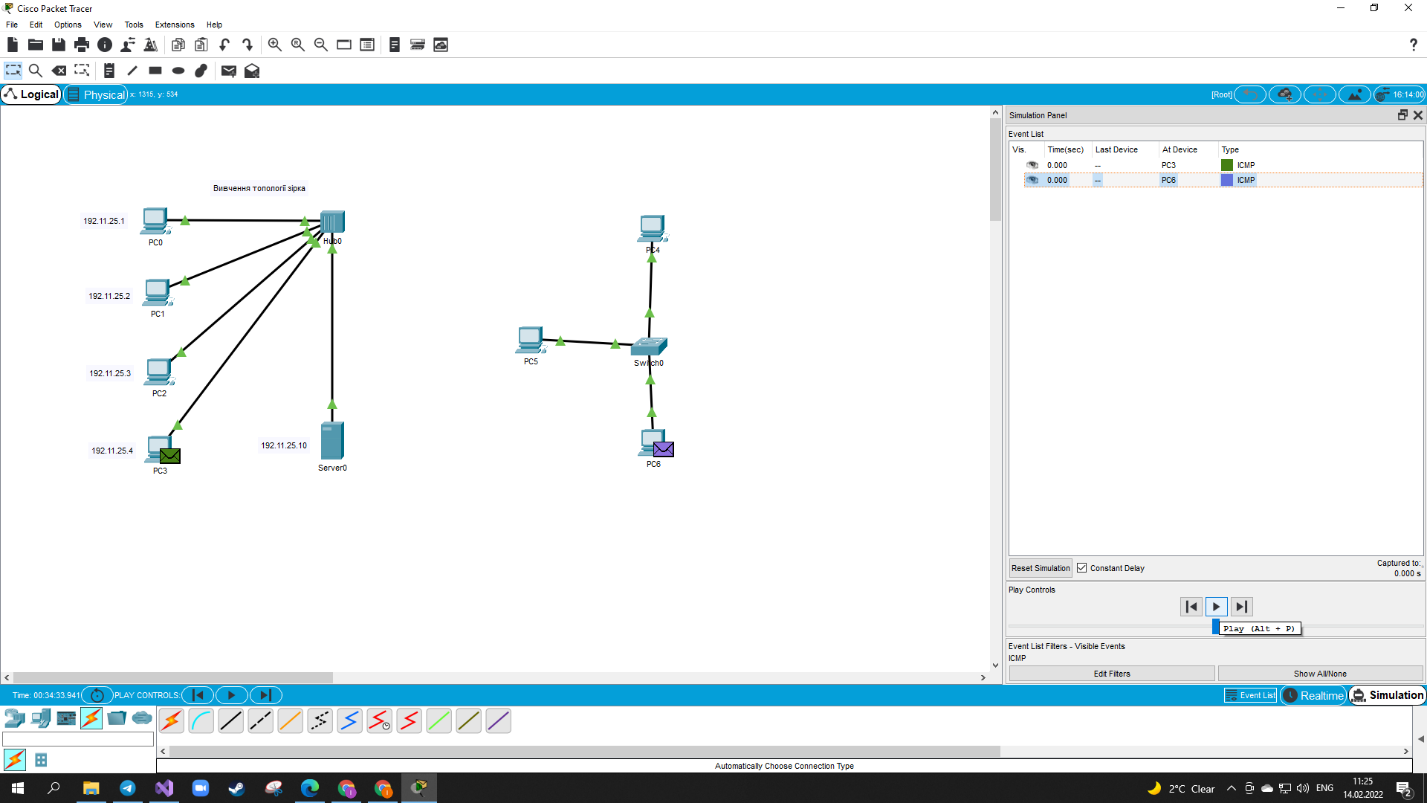 Cisco Packet Tracer
File Edit Options View Tools Extensions Help
?
Logical Physical x: 1315, y: 534 [Root] 16:14:00
Simulation Panel
Event List
Vis. Time(sec) Last Device At Device Type
0.000 -- PC3 ICMP
0.000 -- PC6 ICMP
Вивчення топології зірка
192.11.25.1
PC0
Hub0
PC4
192.11.25.2
PC1
PC5
Switch0
192.11.25.3
PC2
192.11.25.4
PC3
192.11.25.10
Server0
PC6
Reset Simulation Constant Delay
Captured to:
0.000 s
Play Controls
Play (Alt + P)
Event List Filters - Visible Events
ICMP
Edit Filters Show All/None
Time: 00:34:33.941 PLAY CONTROLS: Event List Realtime Simulation
Automatically Choose Connection Type
2°C Clear ENG
11:25
14.02.2022
2